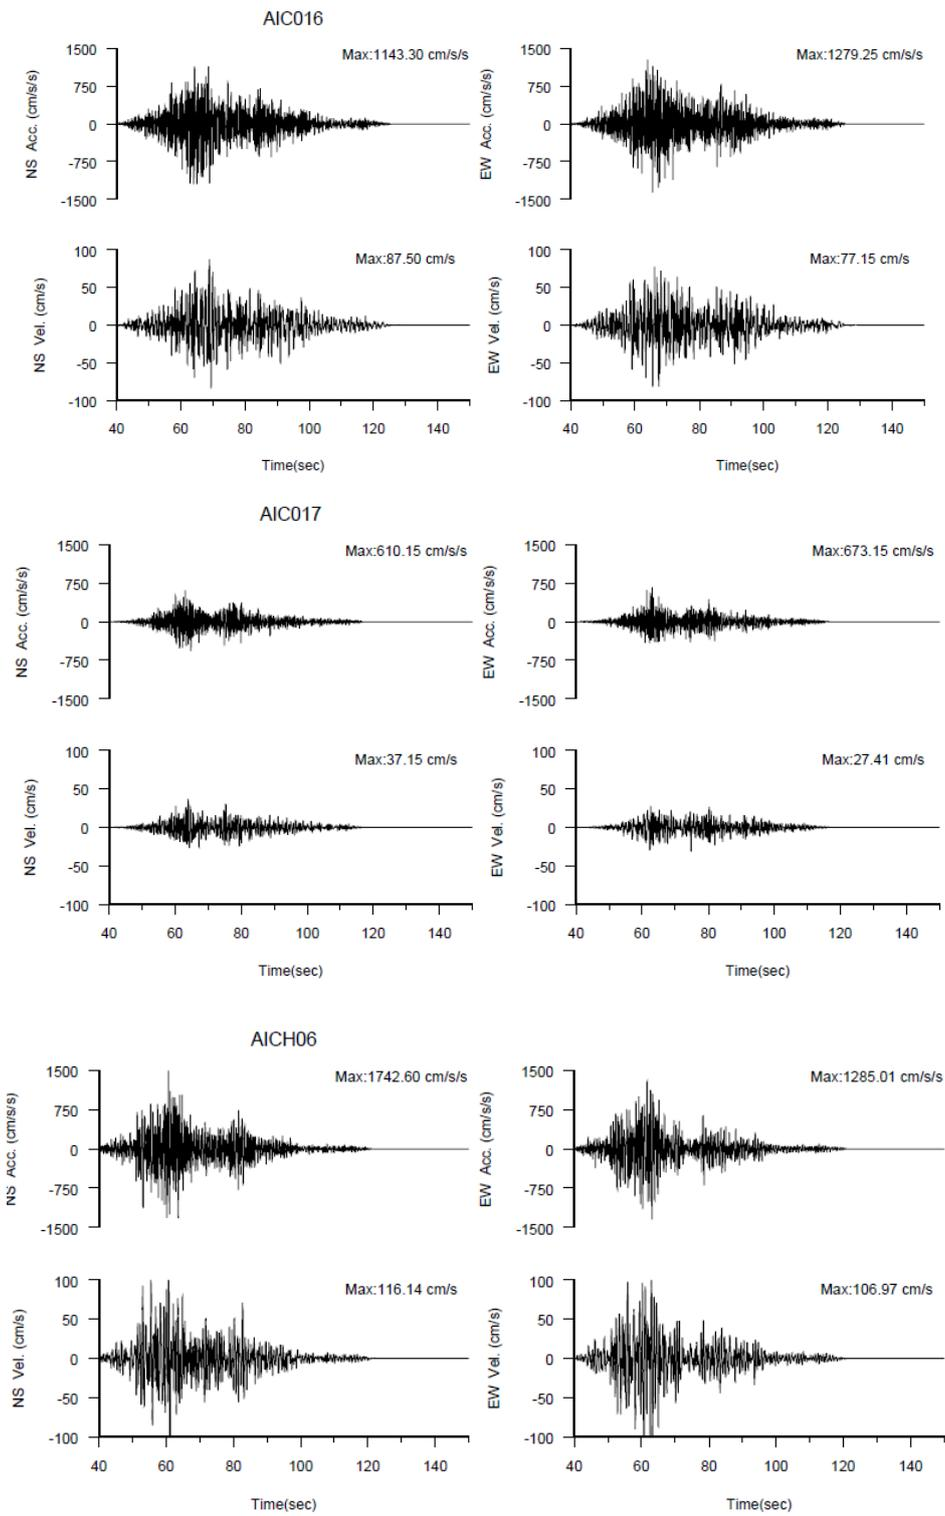 AIC016
Max:1143.30 cm/s/s
1500
750
0
-750
-1500
NS Acc. (cm/s/s)
Max:1279.25 cm/s/s
1500
750
0
-750
-1500
EW Acc. (cm/s/s)
Max:87.50 cm/s
100
50
0
-50
-100
NS Vel. (cm/s)
40 60 80 100 120 140
Time(sec)
Max:77.15 cm/s
100
50
0
-50
-100
EW Vel. (cm/s)
40 60 80 100 120 140
Time(sec)
AIC017
Max:610.15 cm/s/s
1500
750
0
-750
-1500
NS Acc. (cm/s/s)
Max:673.15 cm/s/s
1500
750
0
-750
-1500
EW Acc. (cm/s/s)
Max:37.15 cm/s
100
50
0
-50
-100
NS Vel. (cm/s)
40 60 80 100 120 140
Time(sec)
Max:27.41 cm/s
100
50
0
-50
-100
EW Vel. (cm/s)
40 60 80 100 120 140
Time(sec)
AICH06
Max:1742.60 cm/s/s
1500
750
0
-750
-1500
NS Acc. (cm/s/s)
Max:1285.01 cm/s/s
1500
750
0
-750
-1500
EW Acc. (cm/s/s)
Max:116.14 cm/s
100
50
0
-50
-100
NS Vel. (cm/s)
40 60 80 100 120 140
Time(sec)
Max:106.97 cm/s
100
50
0
-50
-100
EW Vel. (cm/s)
40 60 80 100 120 140
Time(sec)